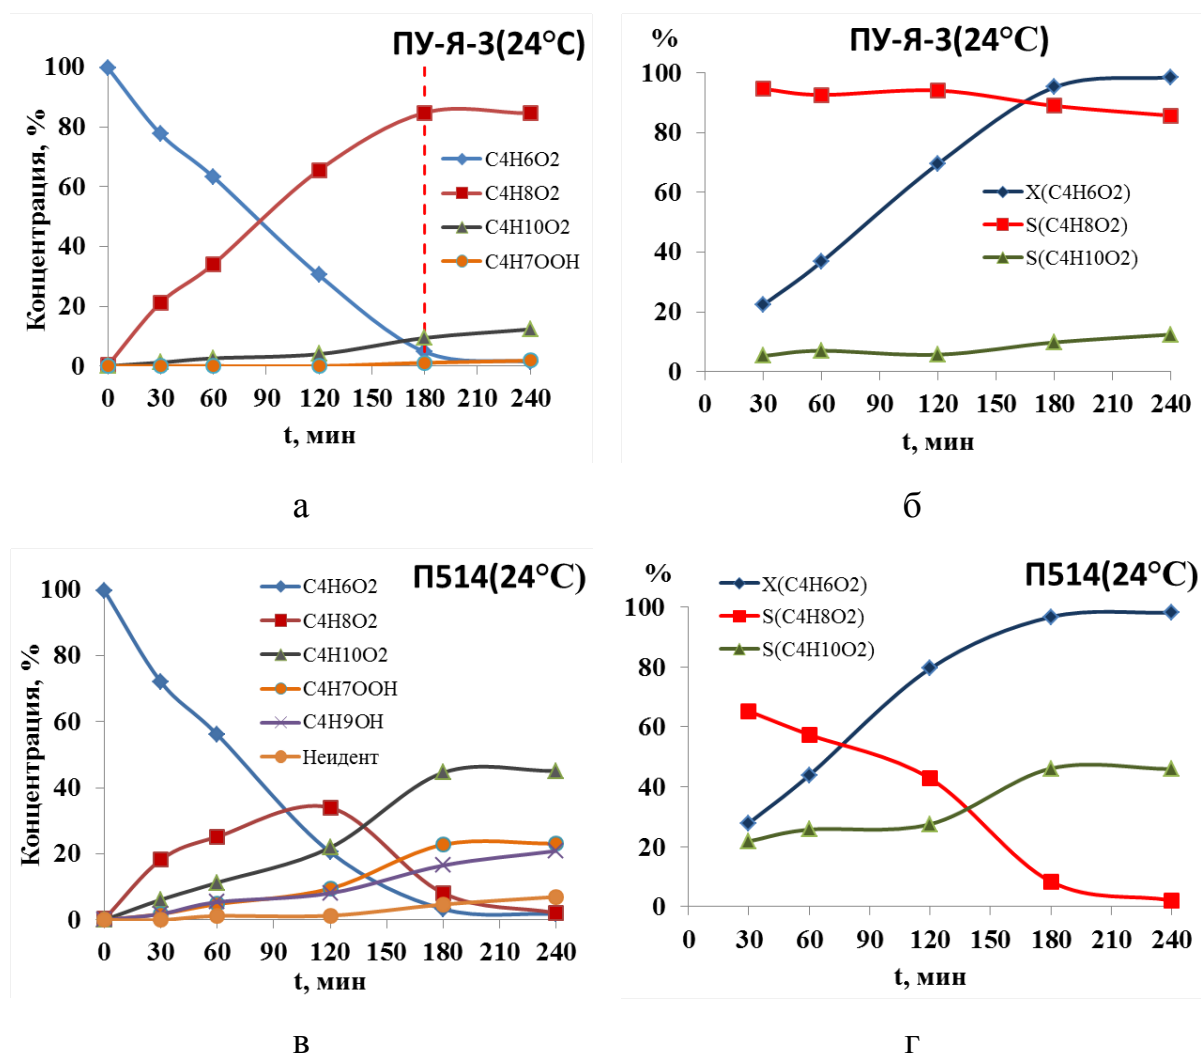 ПУ-Я-3(24°С)
Концентрация, %
100
80
60
40
20
0
0 30 60 90 120 150 180 210 240
t, мин
C4H6O2
C4H8O2
C4H10O2
C4H7OOH
а
%
ПУ-Я-3(24°С)
100
80
60
40
20
0
0 30 60 90 120 150 180 210 240
t, мин
X(C4H6O2)
S(C4H8O2)
S(C4H10O2)
б
П514(24°С)
Концентрация, %
100
80
60
40
20
0
0 30 60 90 120 150 180 210 240
t, мин
C4H6O2
C4H8O2
C4H10O2
C4H7OOH
C4H9OH
Неидент
в
%
П514(24°С)
X(C4H6O2)
S(C4H8O2)
S(C4H10O2)
100
80
60
40
20
0
0 30 60 90 120 150 180 210 240
t, мин
г